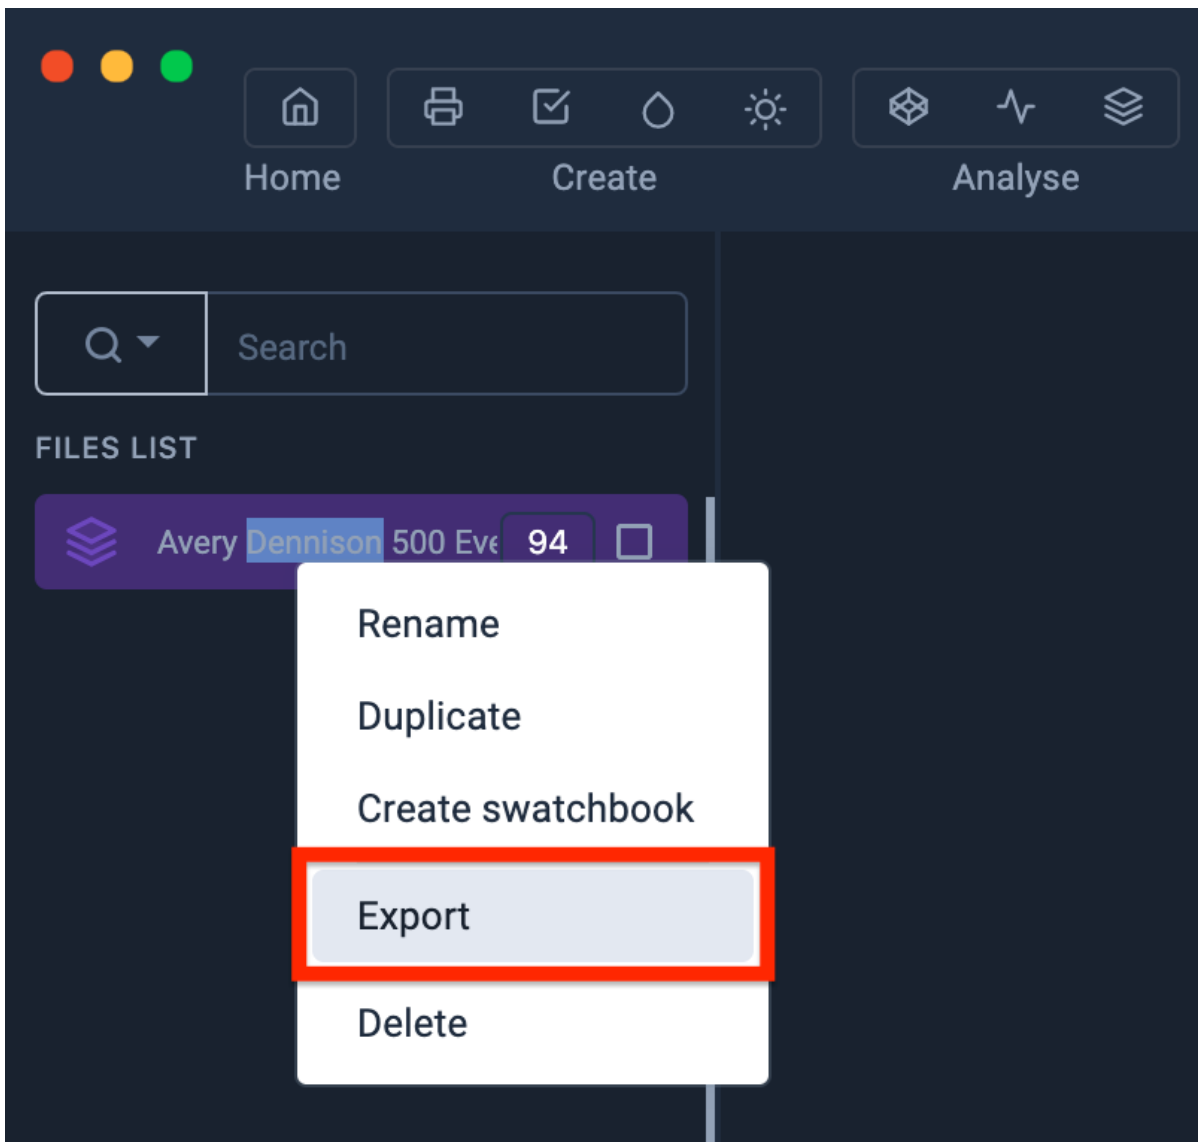 Home
Create
Analyse
Search
FILES LIST
Avery Dennison 500 Eve 94
Rename
Duplicate
Create swatchbook
Export
Delete